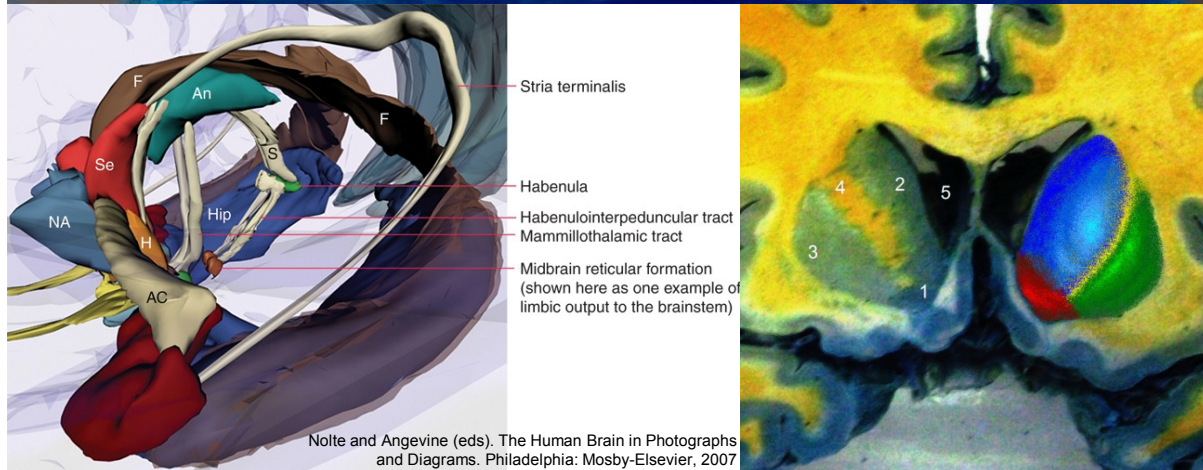 F
An
F
Stria terminalis
Se
S
Habenula
NA
Hip
Habenulointerpeduncular tract
H
Mammillothalamic tract
Midbrain reticular formation
(shown here as one example of
limbic output to the brainstem)
AC
Nolte and Angevine (eds). The Human Brain in Photographs
and Diagrams. Philadelphia: Mosby-Elsevier, 2007
4
2
5
3
1